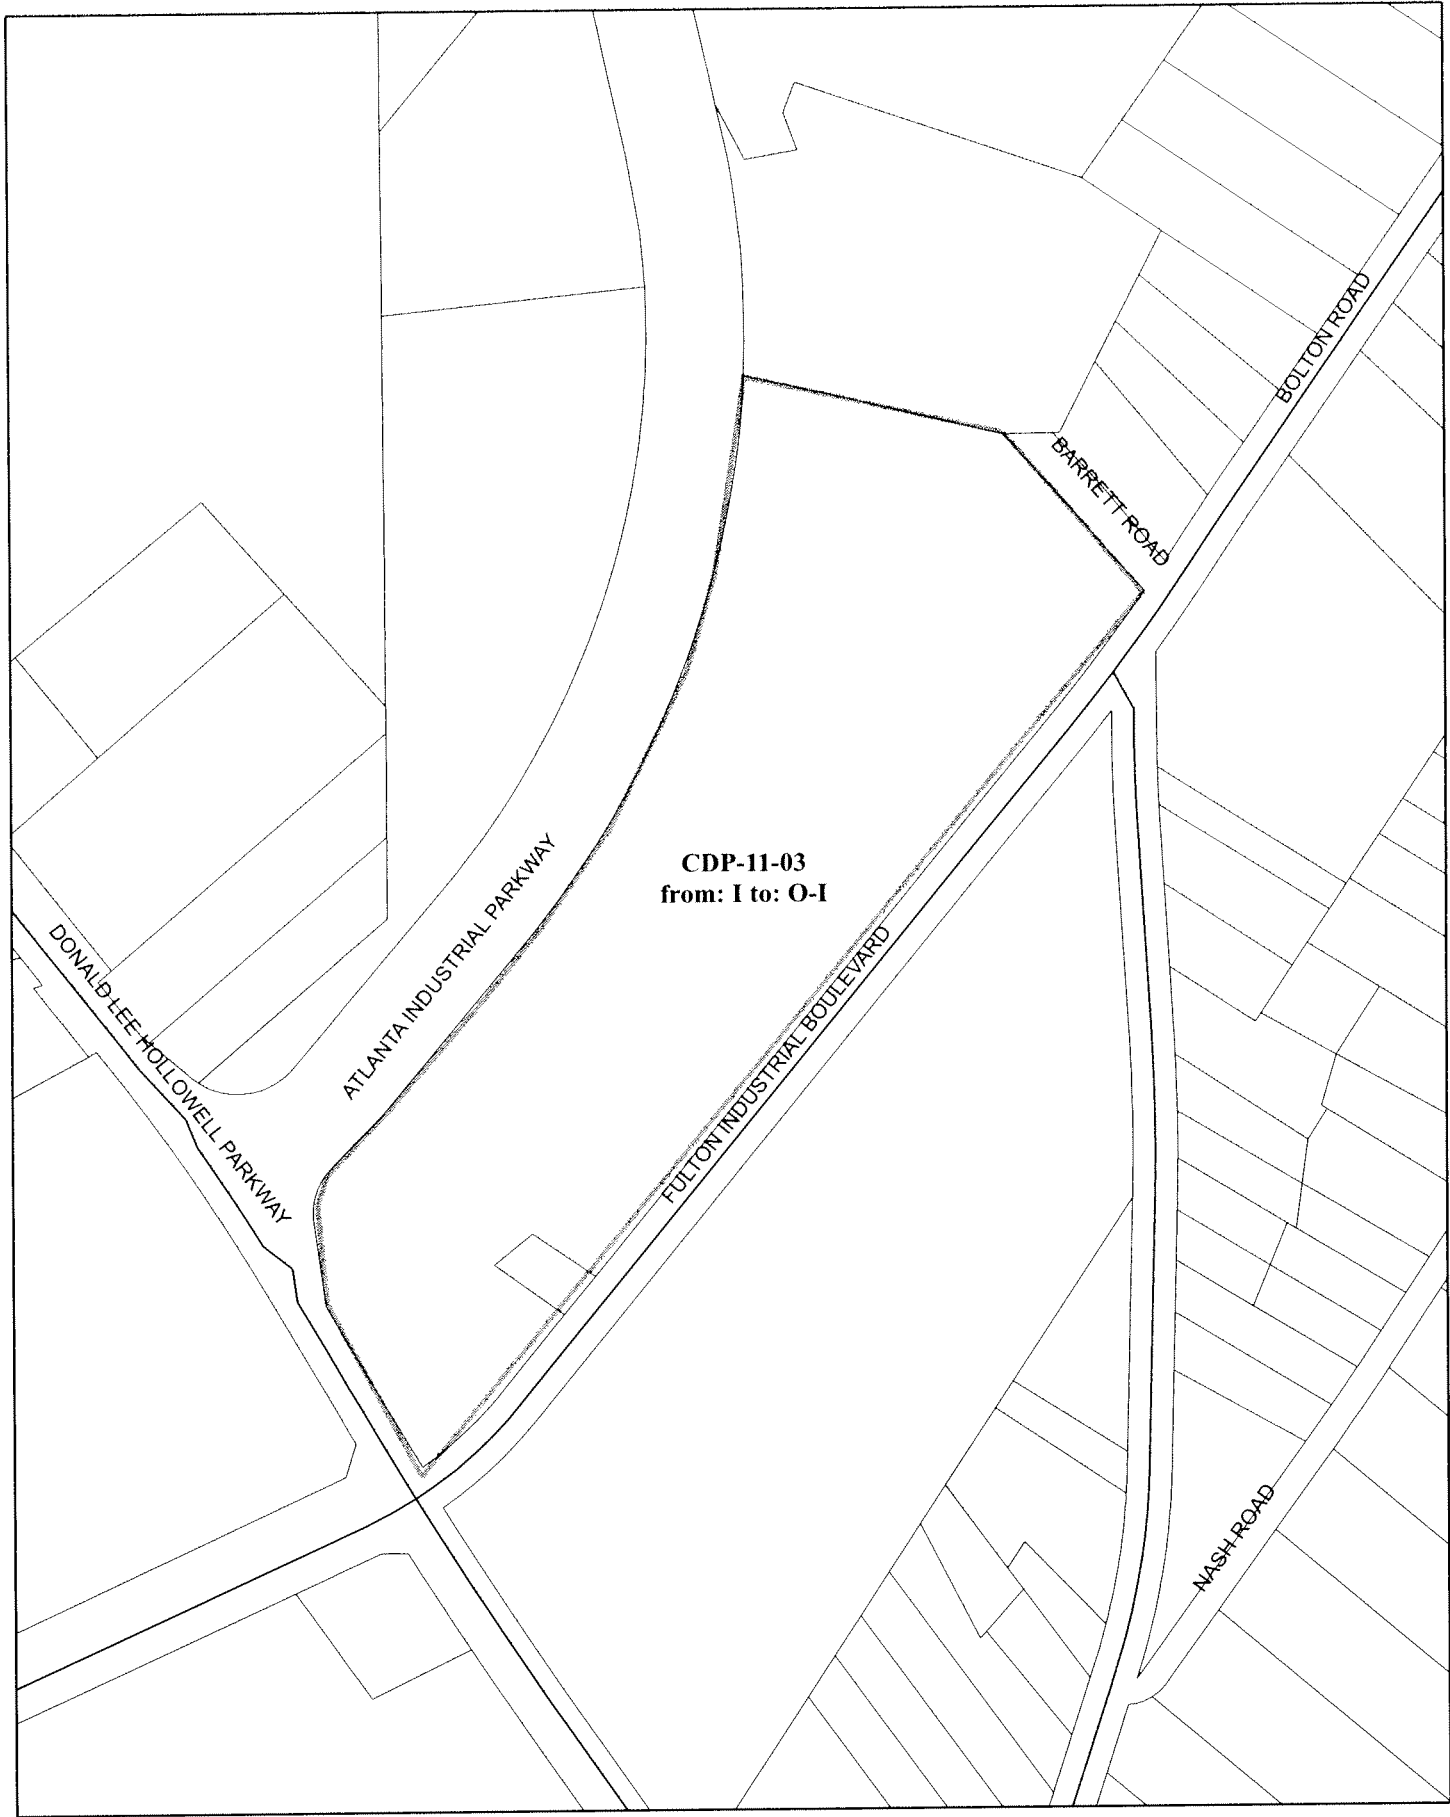 BOLTON ROAD
BARRETT ROAD
CDP-11-03
from: I to: O-I
ATLANTA INDUSTRIAL PARKWAY
DONALD LEE HOLLOWELL PARKWAY
FULTON INDUSTRIAL BOULEVARD
NASH ROAD